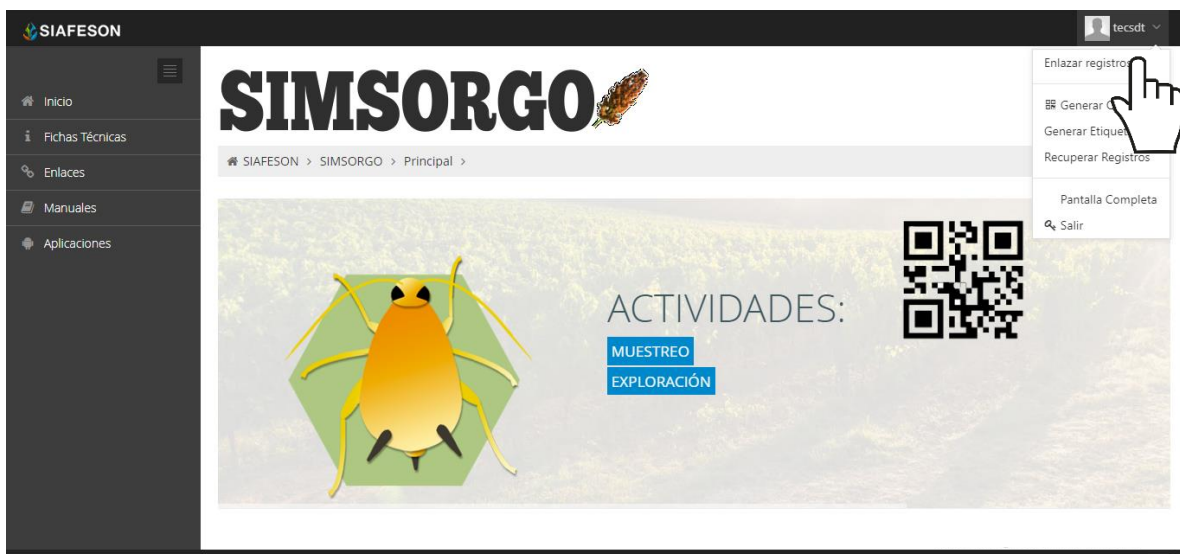 SIAFESON
tecsdt
Inicio
Fichas Técnicas
Enlaces
Manuales
Aplicaciones
SIMSORGO
SIAFESON > SIMSORGO > Principal >
ACTIVIDADES:
MUESTREO
EXPLORACIÓN
Enlazar registros
Generar
Generar
Recuperar Registros
Pantalla Completa
Salir